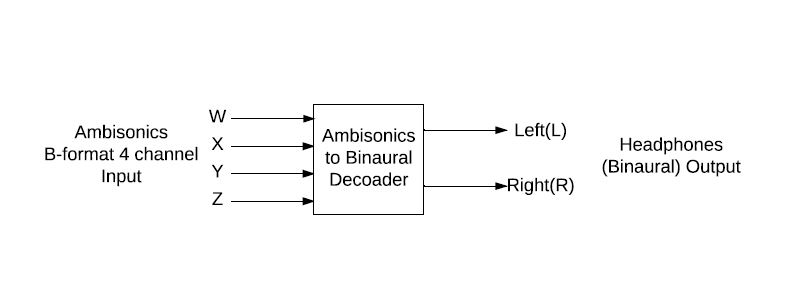 Ambisonics
B-format 4 channel
Input
W
X
Y
Z
Ambisonics
to Binaural
Decoader
Left(L)
Right(R)
Headphones
(Binaural) Output